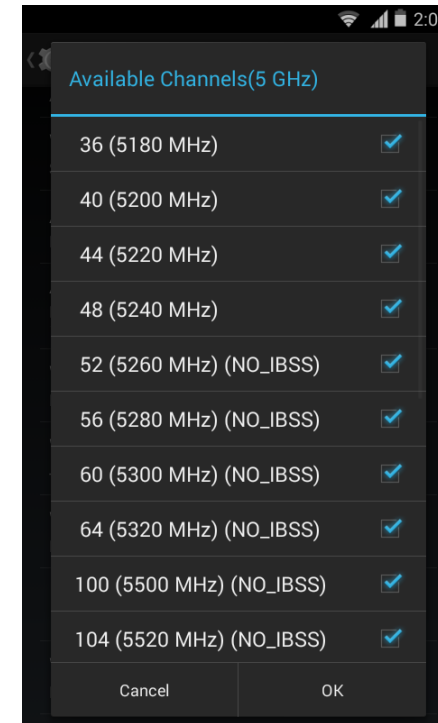 2:0
Available Channels(5 GHz)
36 (5180 MHz)
40 (5200 MHz)
44 (5220 MHz)
48 (5240 MHz)
52 (5260 MHz) (NO_IBSS)
56 (5280 MHz) (NO_IBSS)
60 (5300 MHz) (NO_IBSS)
64 (5320 MHz) (NO_IBSS)
100 (5500 MHz) (NO_IBSS)
104 (5520 MHz) (NO_IBSS)
Cancel OK